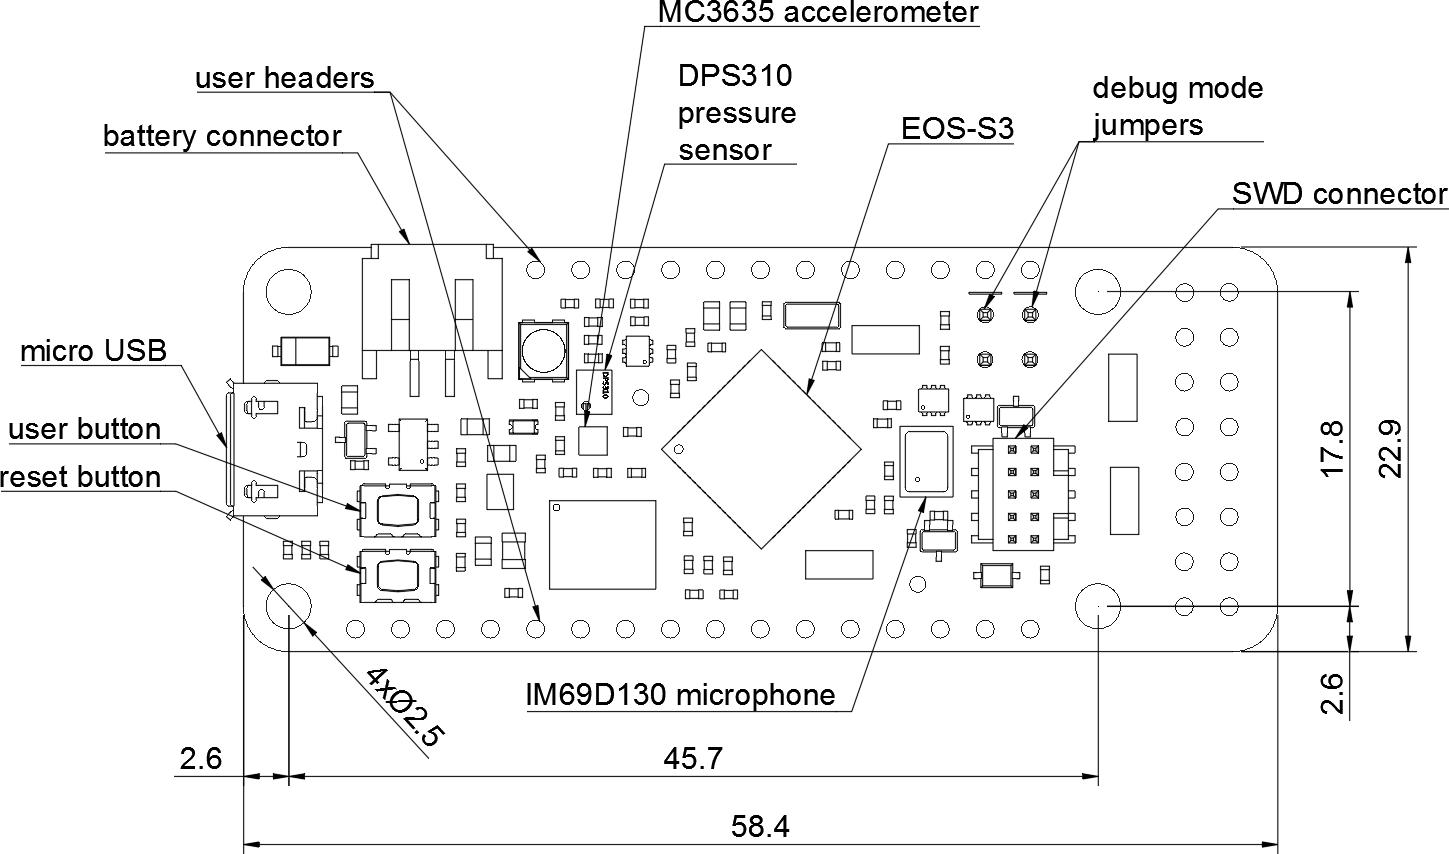 MC3635 accelerometer
user headers
DPS310
pressure
sensor
debug mode
jumpers
battery connector
EOS-S3
SWD connector
micro USB
DPS310
user button
reset button
17.8
22.9
IM69D130 microphone
4xØ2.5
2.6
2.6
45.7
58.4